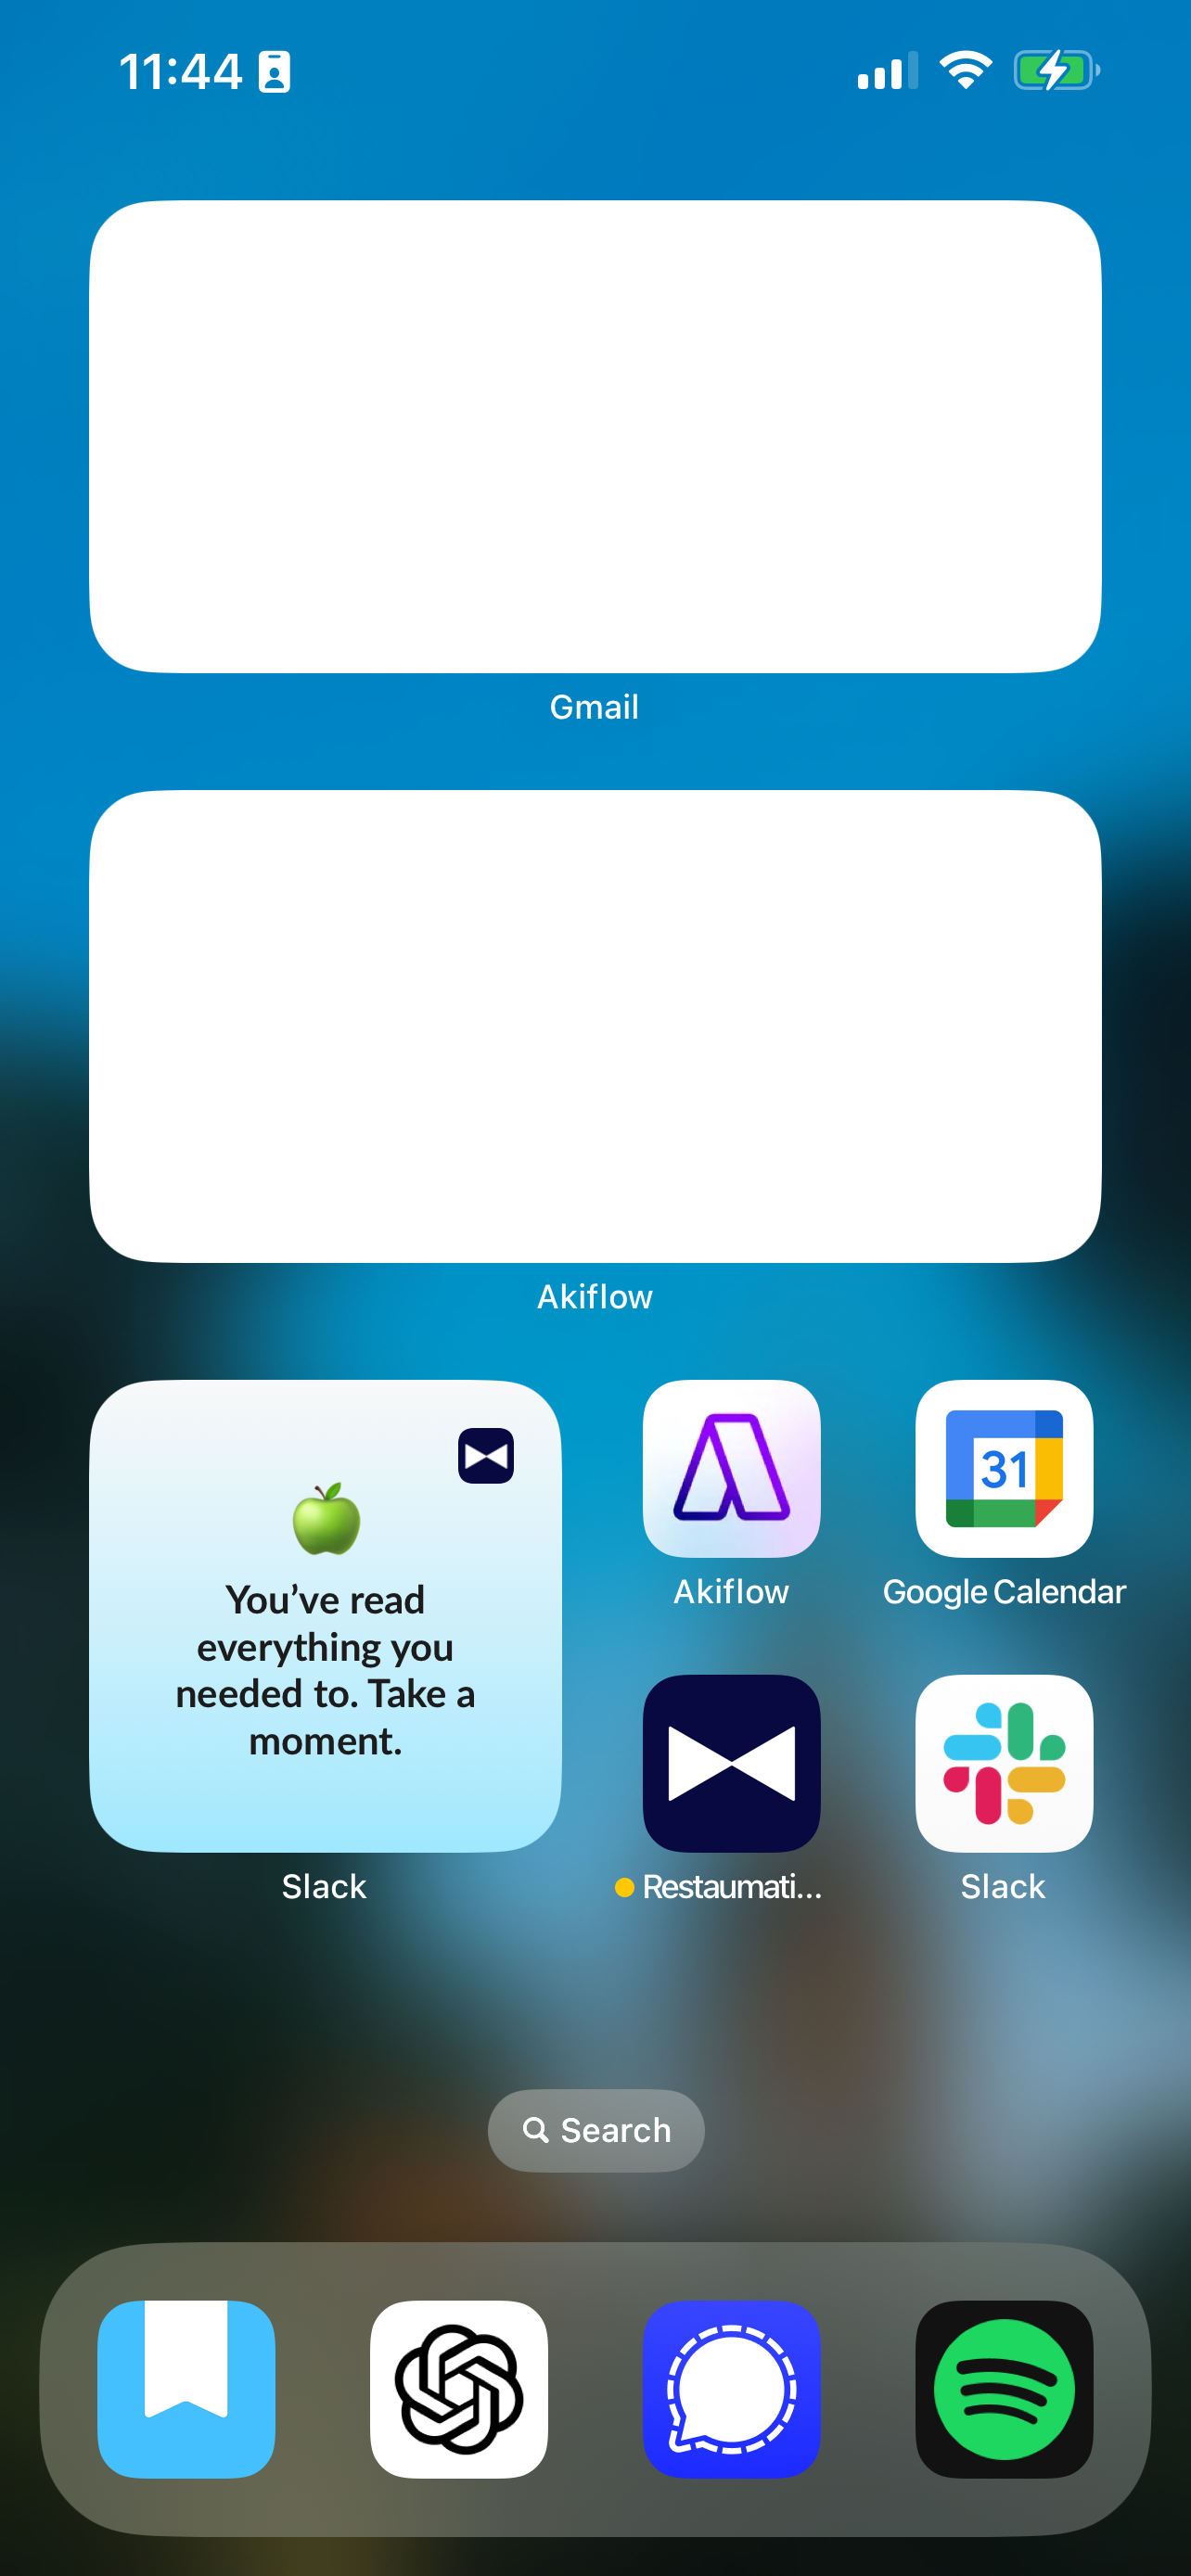 11:44
Gmail
Akiflow
You’ve read
everything you
needed to. Take a
moment.
Slack
Akiflow
31
Google Calendar
Restaumati...
Slack
Search